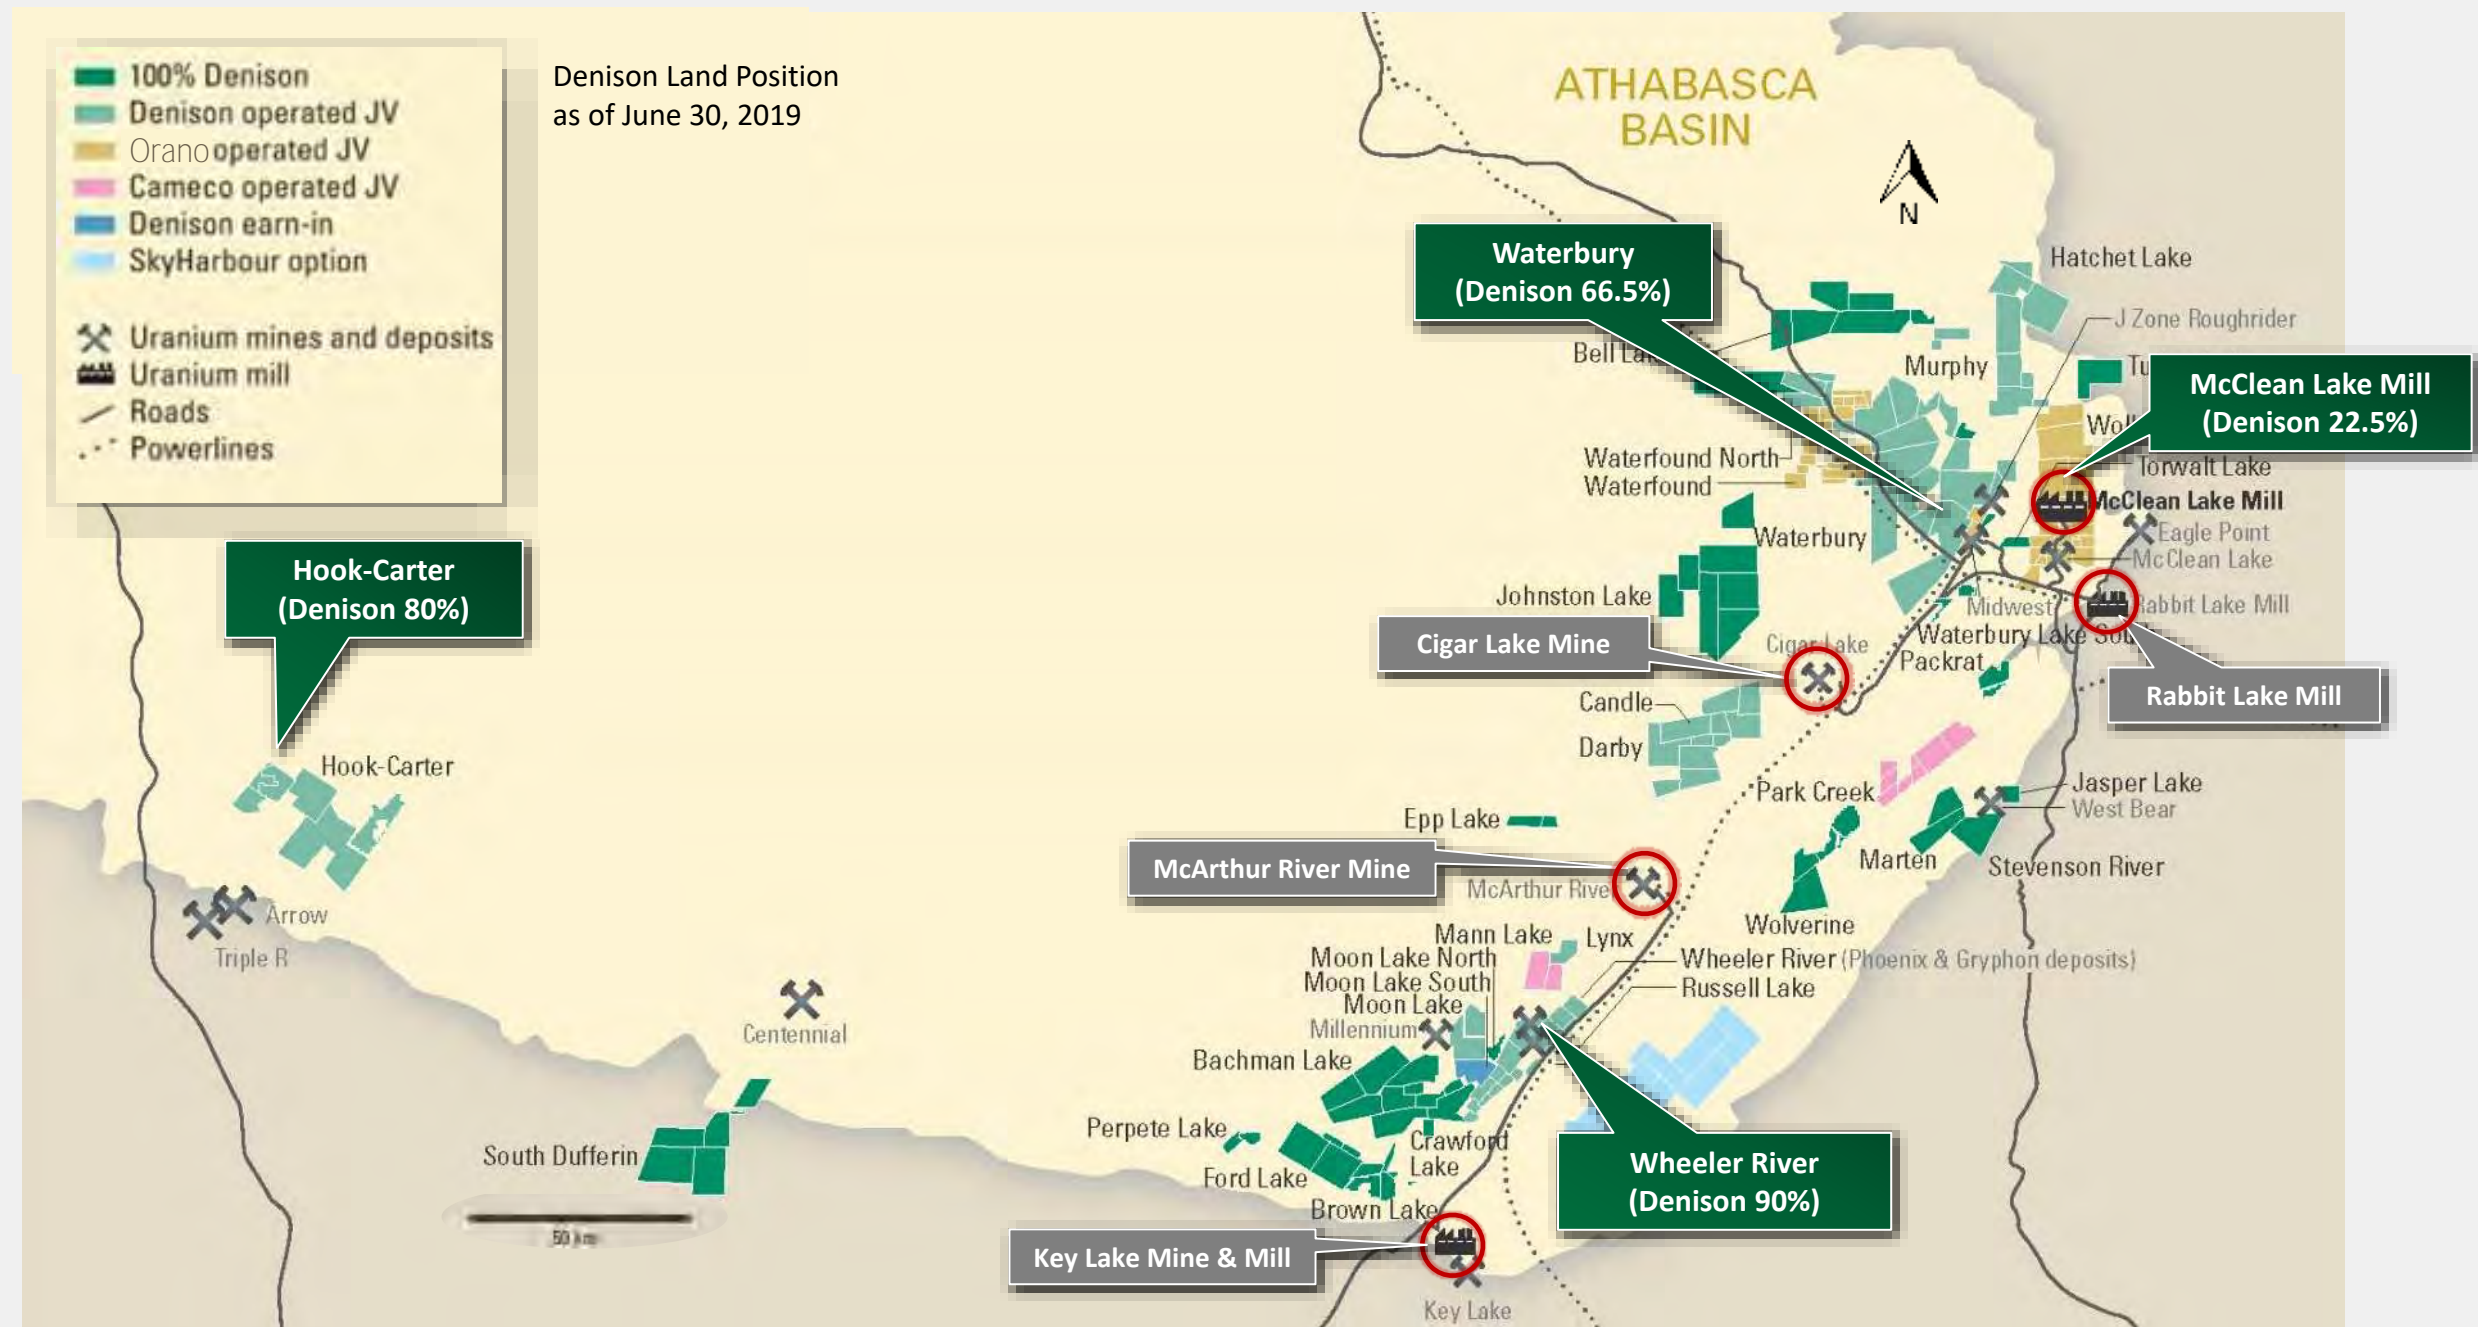 100% Denison
Denison operated JV
Orano operated JV
Cameco operated JV
Denison earn-in
SkyHarbour option
Uranium mines and deposits
Uranium mill
Roads
Powerlines
Denison Land Position
as of June 30, 2019
ATHABASCA
BASIN
N
Waterbury
(Denison 66.5%)
Hatchet Lake
J Zone Roughrider
Bell
Murphy
McClean Lake Mill
(Denison 22.5%)
Waterfound North
Waterfound
Torwalt Lake
McClean Lake Mill
Eagle Point
McClean Lake
Waterbury
Hook-Carter
(Denison 80%)
Johnston Lake
Midwest
Rabbit Lake Mill
Waterbury Lake
Cigar Lake Mine
Cigar Lake
Packrat
Rabbit Lake Mill
Candle
Darby
Hook-Carter
Park Creek
Jasper Lake
West Bear
Epp Lake
McArthur River Mine
Marten
Stevenson River
McArthur River
Arrow
Triple R
Wolverine
Mann Lake
Lynx
Moon Lake North
Wheeler River (Phoenix & Gryphon deposits)
Moon Lake South
Russell Lake
Moon Lake
Millennium
Centennial
Bachman Lake
Perpete Lake
Crawford
Lake
South Dufferin
Ford Lake
Wheeler River
(Denison 90%)
Brown Lake
50 km
Key Lake Mine & Mill
Key Lake